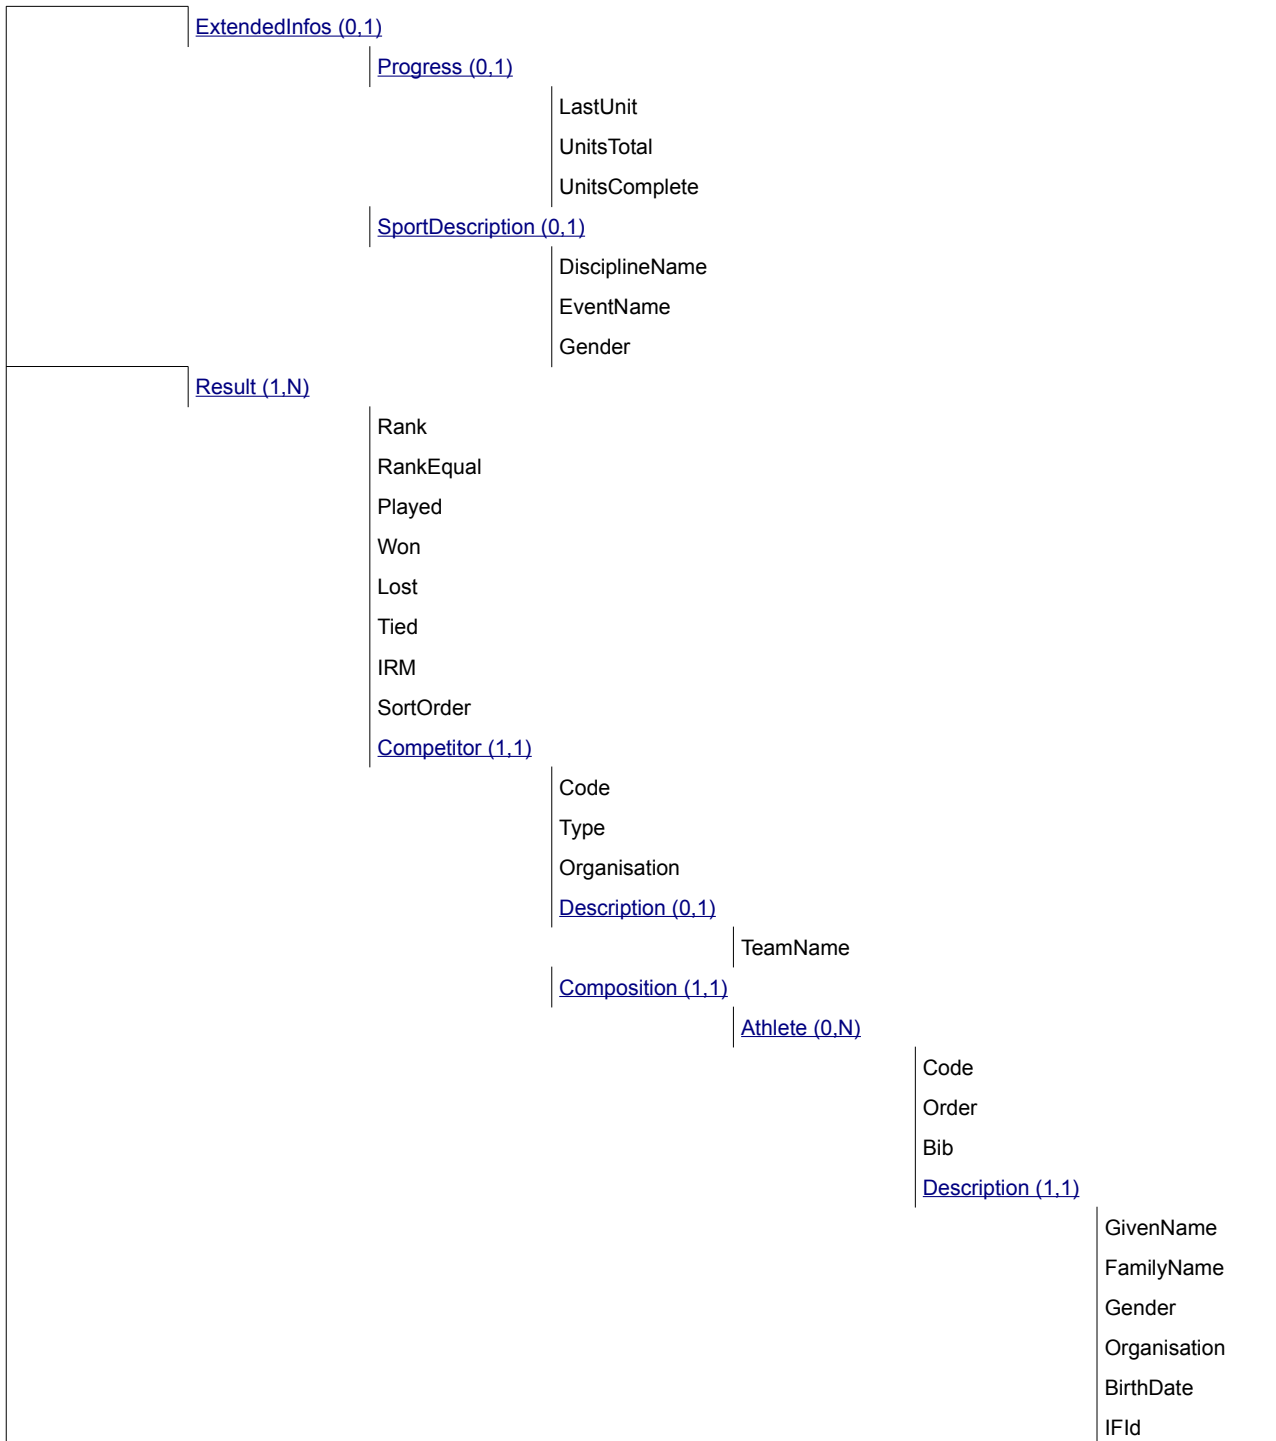 ExtendedInfos (0,1)
Progress (0,1)
LastUnit
UnitsTotal
UnitsComplete
SportDescription (0,1)
DisciplineName
EventName
Gender
Result (1,N)
Rank
RankEqual
Played
Won
Lost
Tied
IRM
SortOrder
Competitor (1,1)
Code
Type
Organisation
Description (0,1)
TeamName
Composition (1,1)
Athlete (0,N)
Code
Order
Bib
Description (1,1)
GivenName
FamilyName
Gender
Organisation
BirthDate
IFId